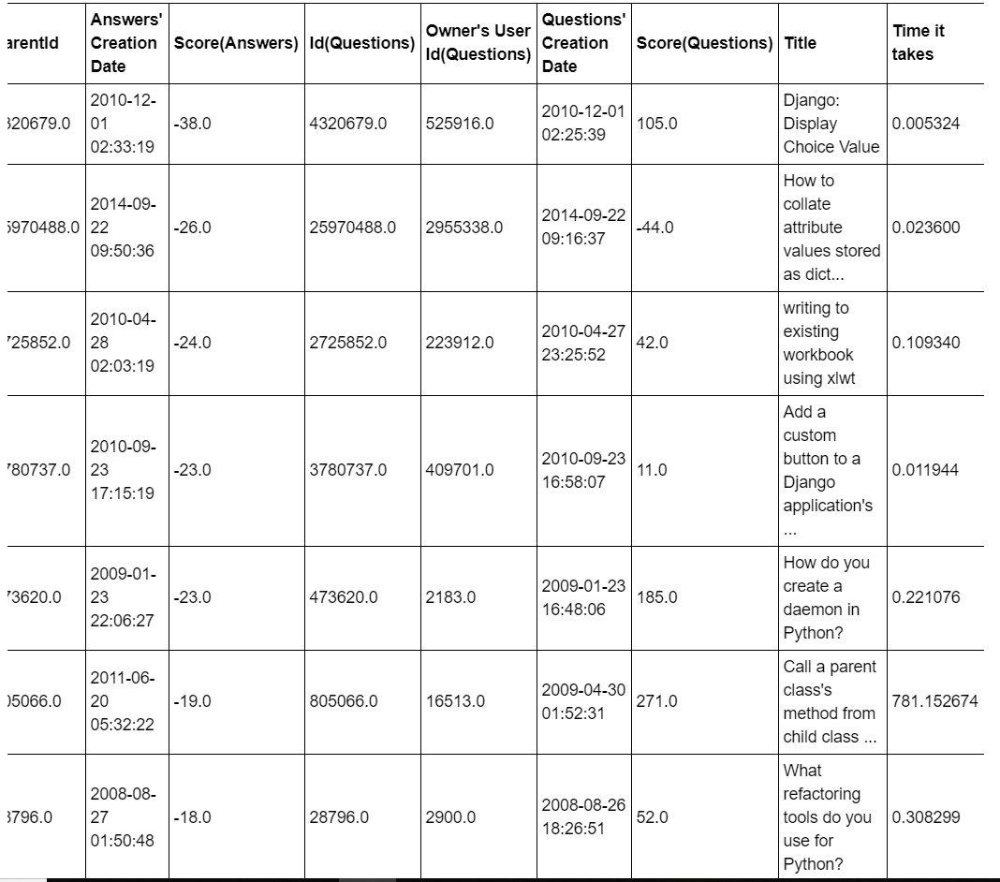 arentId
Answers'
Creation
Date
Score(Answers)
Id(Questions)
Owner's User
Id(Questions)
Questions'
Creation
Date
Score(Questions)
Title
Time it
takes
320679.0
2010-12-
01
02:33:19
-38.0
4320679.0
525916.0
2010-12-01
02:25:39
105.0
Django:
Display
Choice Value
0.005324
5970488.0
2014-09-
22
09:50:36
-26.0
25970488.0
2955338.0
2014-09-22
09:16:37
-44.0
How to
collate
attribute
values stored
as dict...
0.023600
725852.0
2010-04-
28
02:03:19
-24.0
2725852.0
223912.0
2010-04-27
23:25:52
42.0
writing to
existing
workbook
using xlwt
0.109340
780737.0
2010-09-
23
17:15:19
-23.0
3780737.0
409701.0
2010-09-23
16:58:07
11.0
Add a
custom
button to a
Django
application's
...
0.011944
73620.0
2009-01-
23
22:06:27
-23.0
473620.0
2183.0
2009-01-23
16:48:06
185.0
How do you
create a
daemon in
Python?
0.221076
05066.0
2011-06-
20
05:32:22
-19.0
805066.0
16513.0
2009-04-30
01:52:31
271.0
Call a parent
class's
method from
child class ...
781.152674
8796.0
2008-08-
27
01:50:48
-18.0
28796.0
2900.0
2008-08-26
18:26:51
52.0
What
refactoring
tools do you
use for
Python?
0.308299